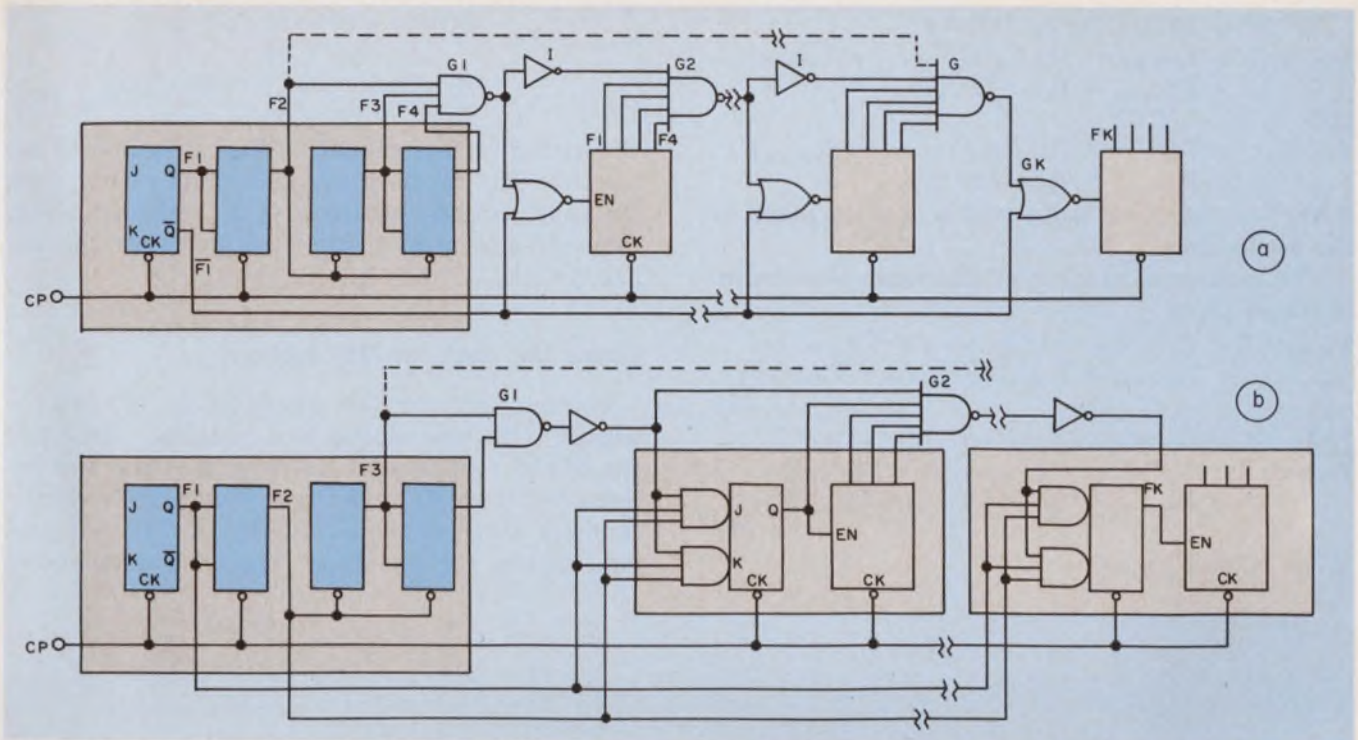 G1
I
G2
I
G
F2
F3
F4
F1
F4
FK
GK
J Q
F1
K CK Q̅
F̅1̅
EN
CK
CP
a
G1
G2
b
F3
F1
F2
J Q
K Q̅
CK
J Q
K
CK
EN
CK
FK
EN
CK
CP